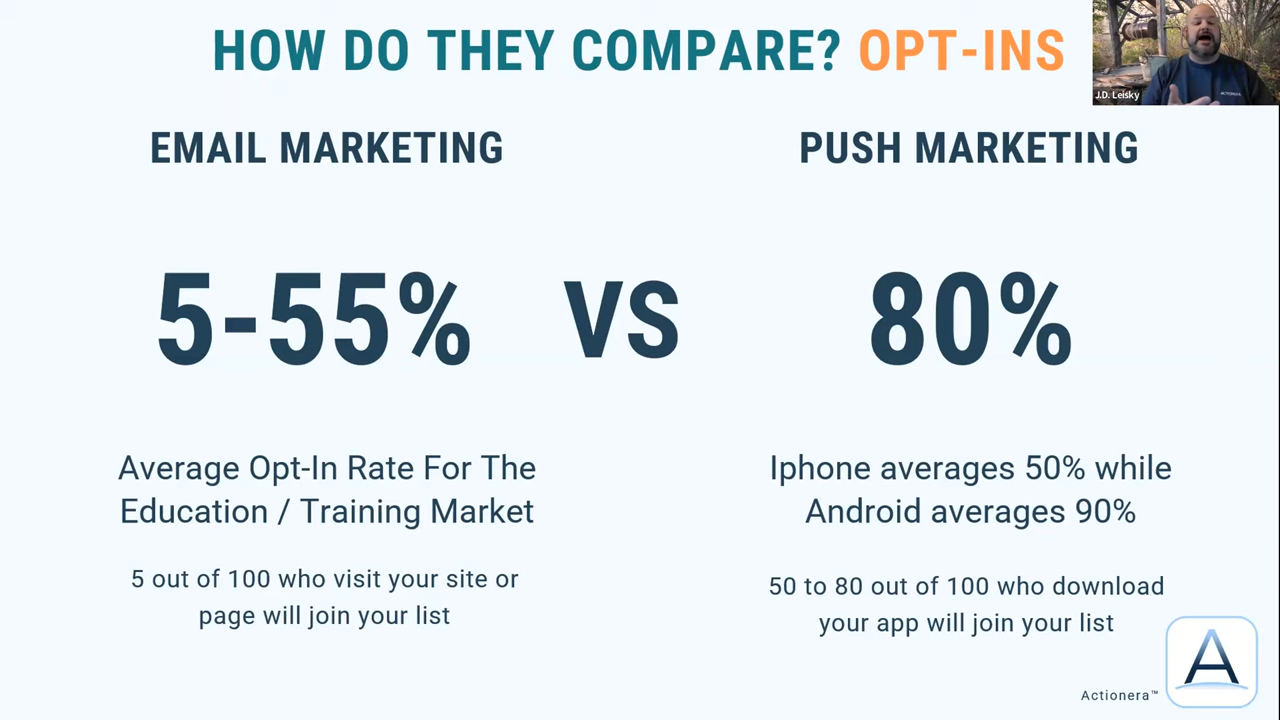 HOW DO THEY COMPARE? OPT-INS
J.D. Leisky
EMAIL MARKETING
PUSH MARKETING
5-55%
VS
80%
Average Opt-In Rate For The
Education / Training Market
Iphone averages 50% while
Android averages 90%
5 out of 100 who visit your site or
page will join your list
50 to 80 out of 100 who download
your app will join your list
A
Actionera™